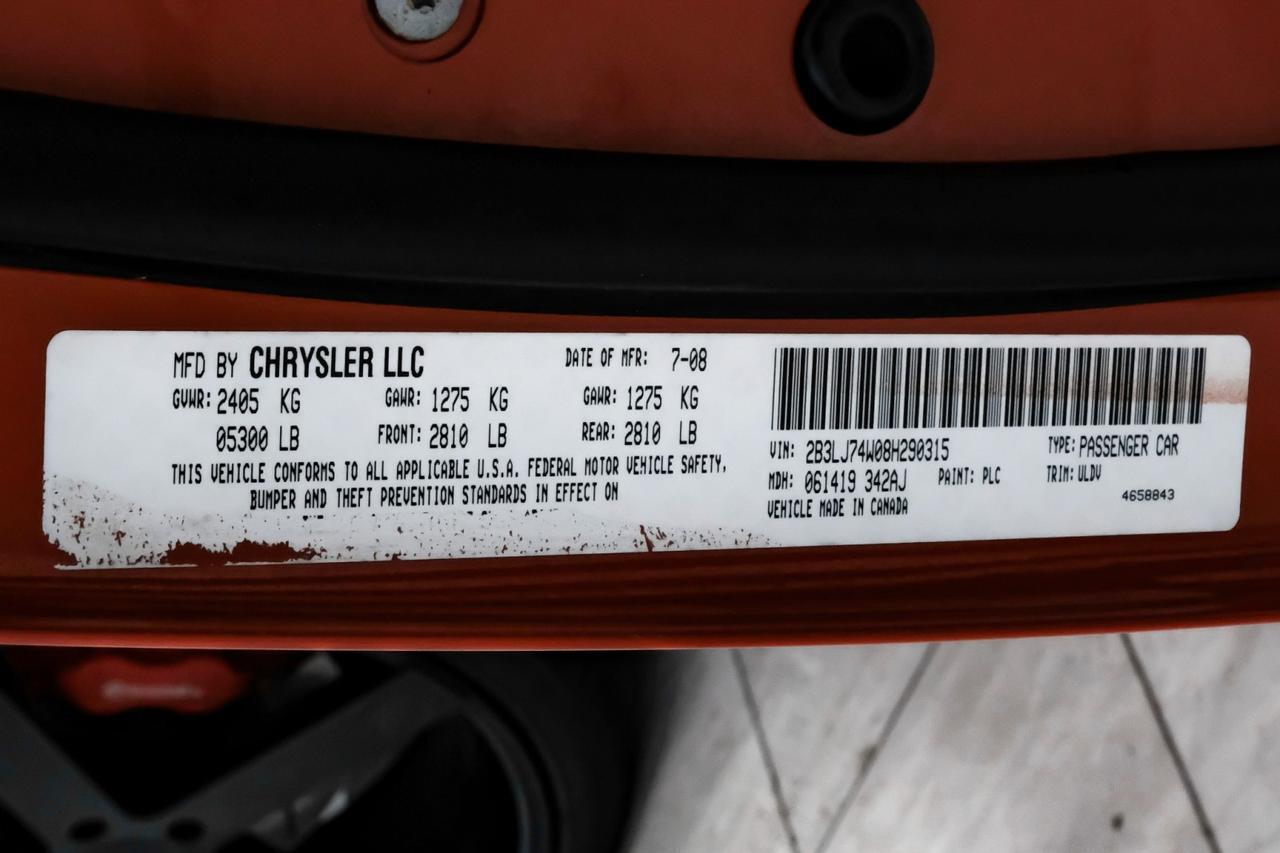 MFD BY CHRYSLER LLC DATE OF MFR: 7-08
GVWR: 2405 KG GAWR: 1275 KG GAWR: 1275 KG
05300 LB FRONT: 2810 LB REAR: 2810 LB
THIS VEHICLE CONFORMS TO ALL APPLICABLE U.S.A. FEDERAL MOTOR VEHICLE SAFETY,
BUMPER AND THEFT PREVENTION STANDARDS IN EFFECT ON
VIN: 2B3LJ74W08H290315 TYPE: PASSENGER CAR
MDH: 061419 342AJ PAINT: PLC TRIM: ULDV
VEHICLE MADE IN CANADA 4658843